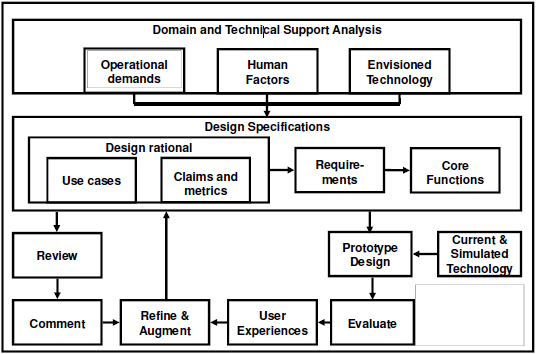 Domain and Technical Support Analysis
Operational
demands
Human
Factors
Envisioned
Technology
Design Specifications
Design rational
Use cases
Claims and
metrics
Require-
ments
Core
Functions
Review
Prototype
Design
Current &
Simulated
Technology
Comment
Refine &
Augment
User
Experiences
Evaluate